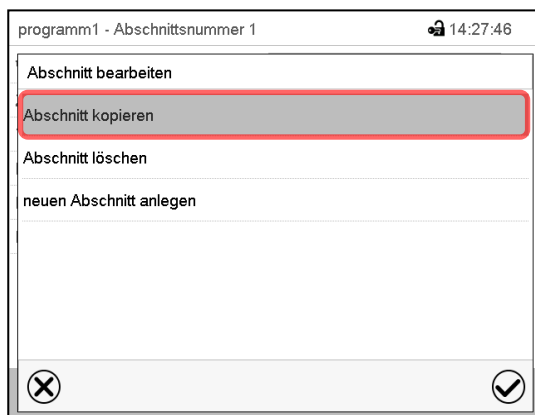 programm1 - Abschnittsnummer 1 14:27:46
Abschnitt bearbeiten
Abschnitt kopieren
Abschnitt löschen
neuen Abschnitt anlegen